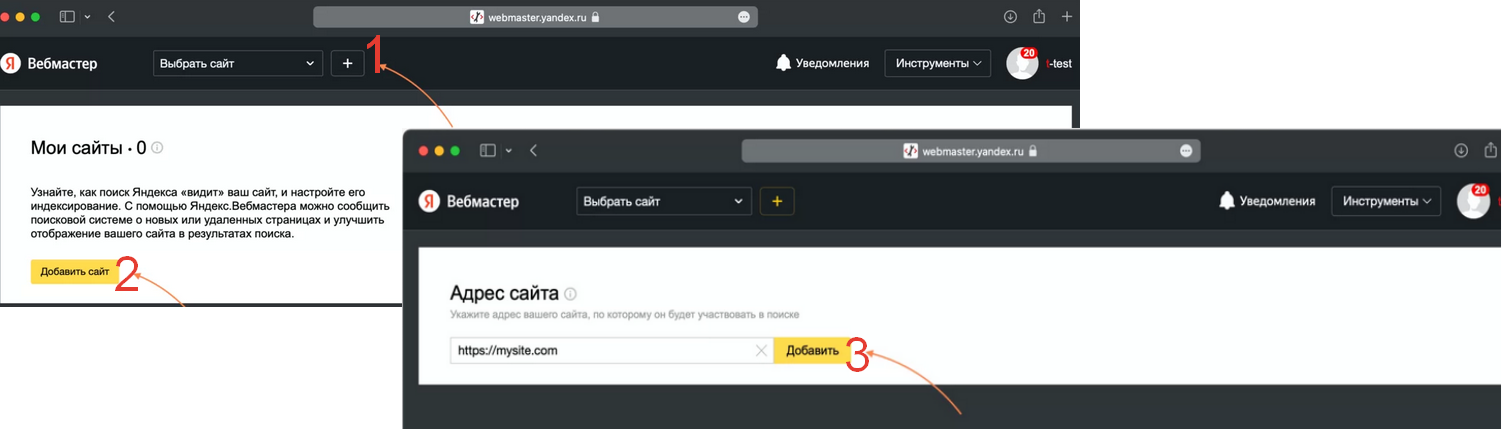 webmaster.yandex.ru
Я Вебмастер
Выбрать сайт
+
1
Уведомления
Инструменты
20
t-test
Мои сайты · 0
Узнайте, как поиск Яндекса «видит» ваш сайт, и настройте его
индексирование. С помощью Яндекс.Вебмастера можно сообщить
поисковой системе о новых или удаленных страницах и улучшить
отображение вашего сайта в результатах поиска.
Добавить сайт
2
webmaster.yandex.ru
Я Вебмастер
Выбрать сайт
+
Уведомления
Инструменты
20
Адрес сайта
Укажите адрес вашего сайта, по которому он будет участвовать в поиске
https://mysite.com
Добавить
3